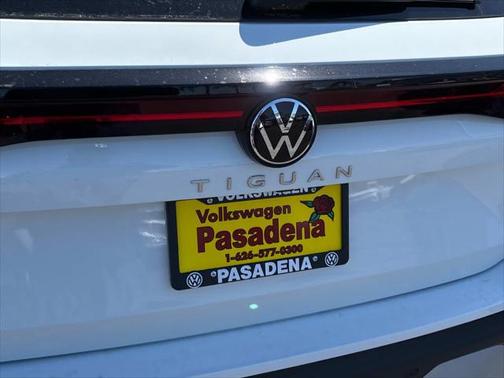 TIGUAN
VOLKSWAGEN
Volkswagen
Pasadena
1-626-577-0300
PASADENA